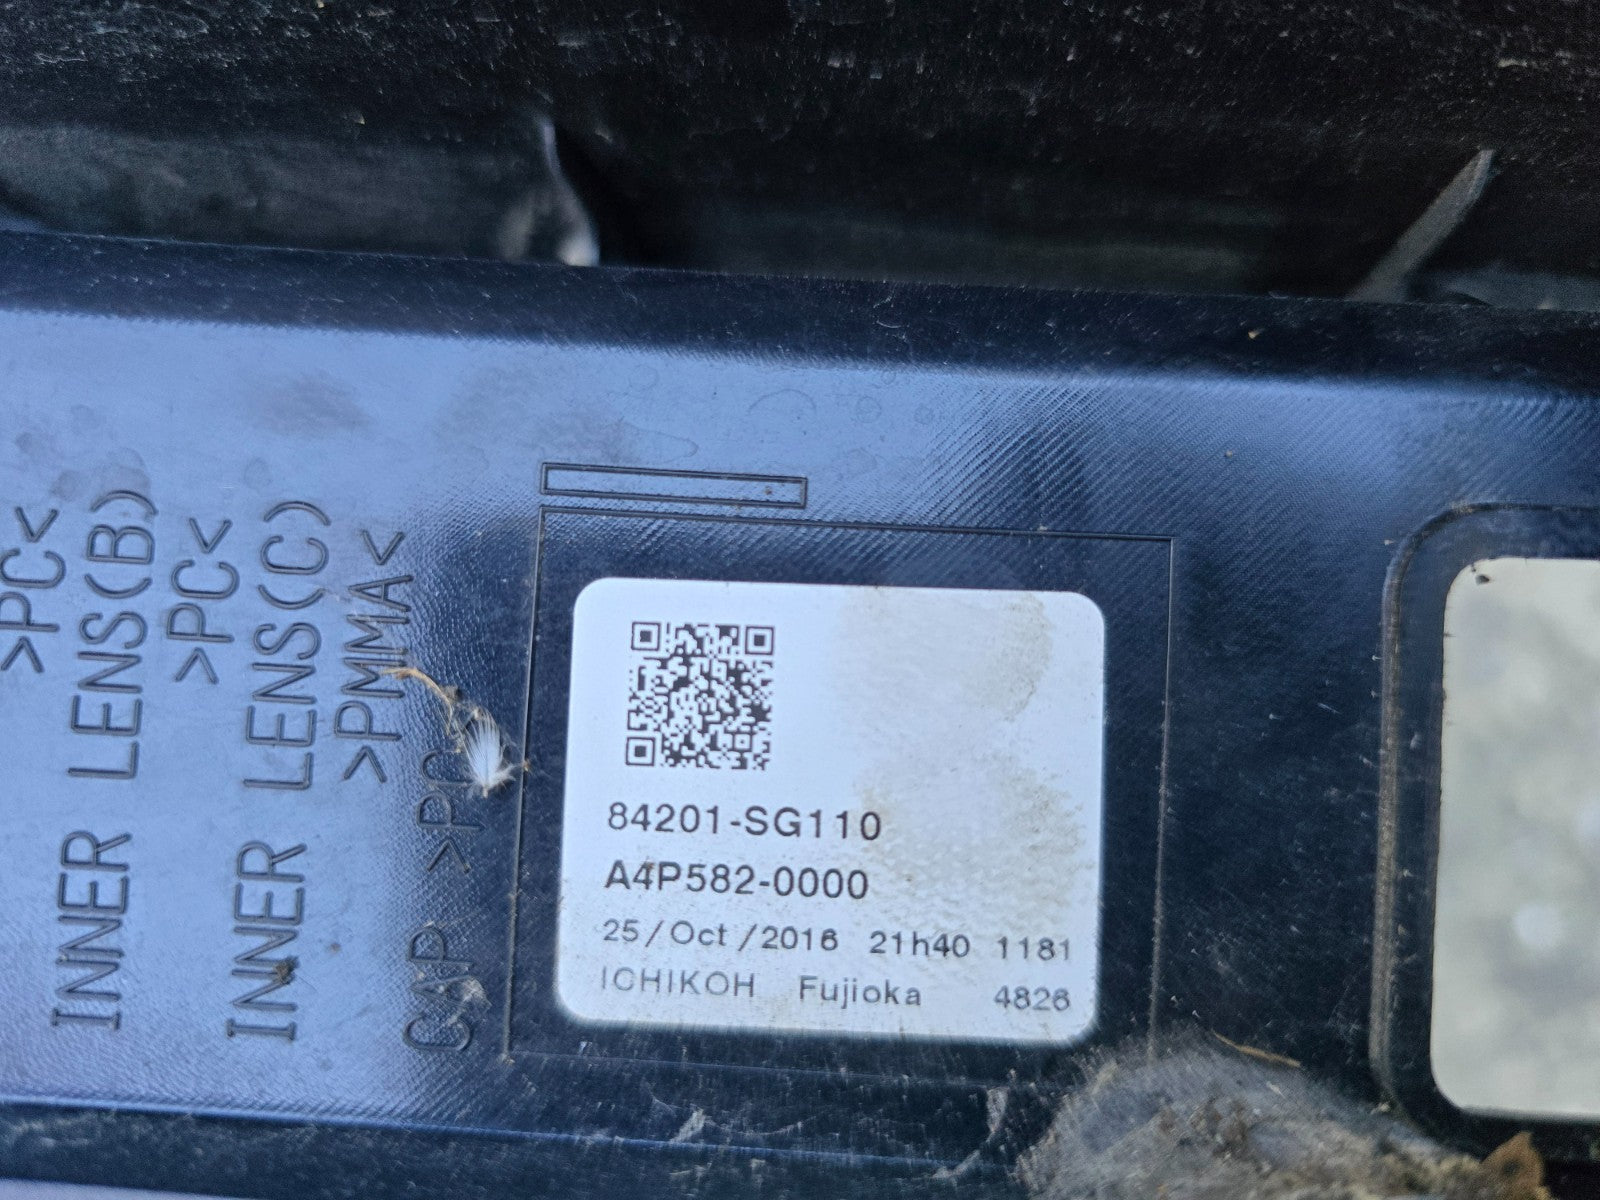 >PC<
INNER LENS(B)
>PC<
INNER LENS(C)
>PMMA<
CAP >PC
84201-SG110
A4P582-0000
25/Oct/2016 21h40 1181
ICHIKOH Fujioka 4826